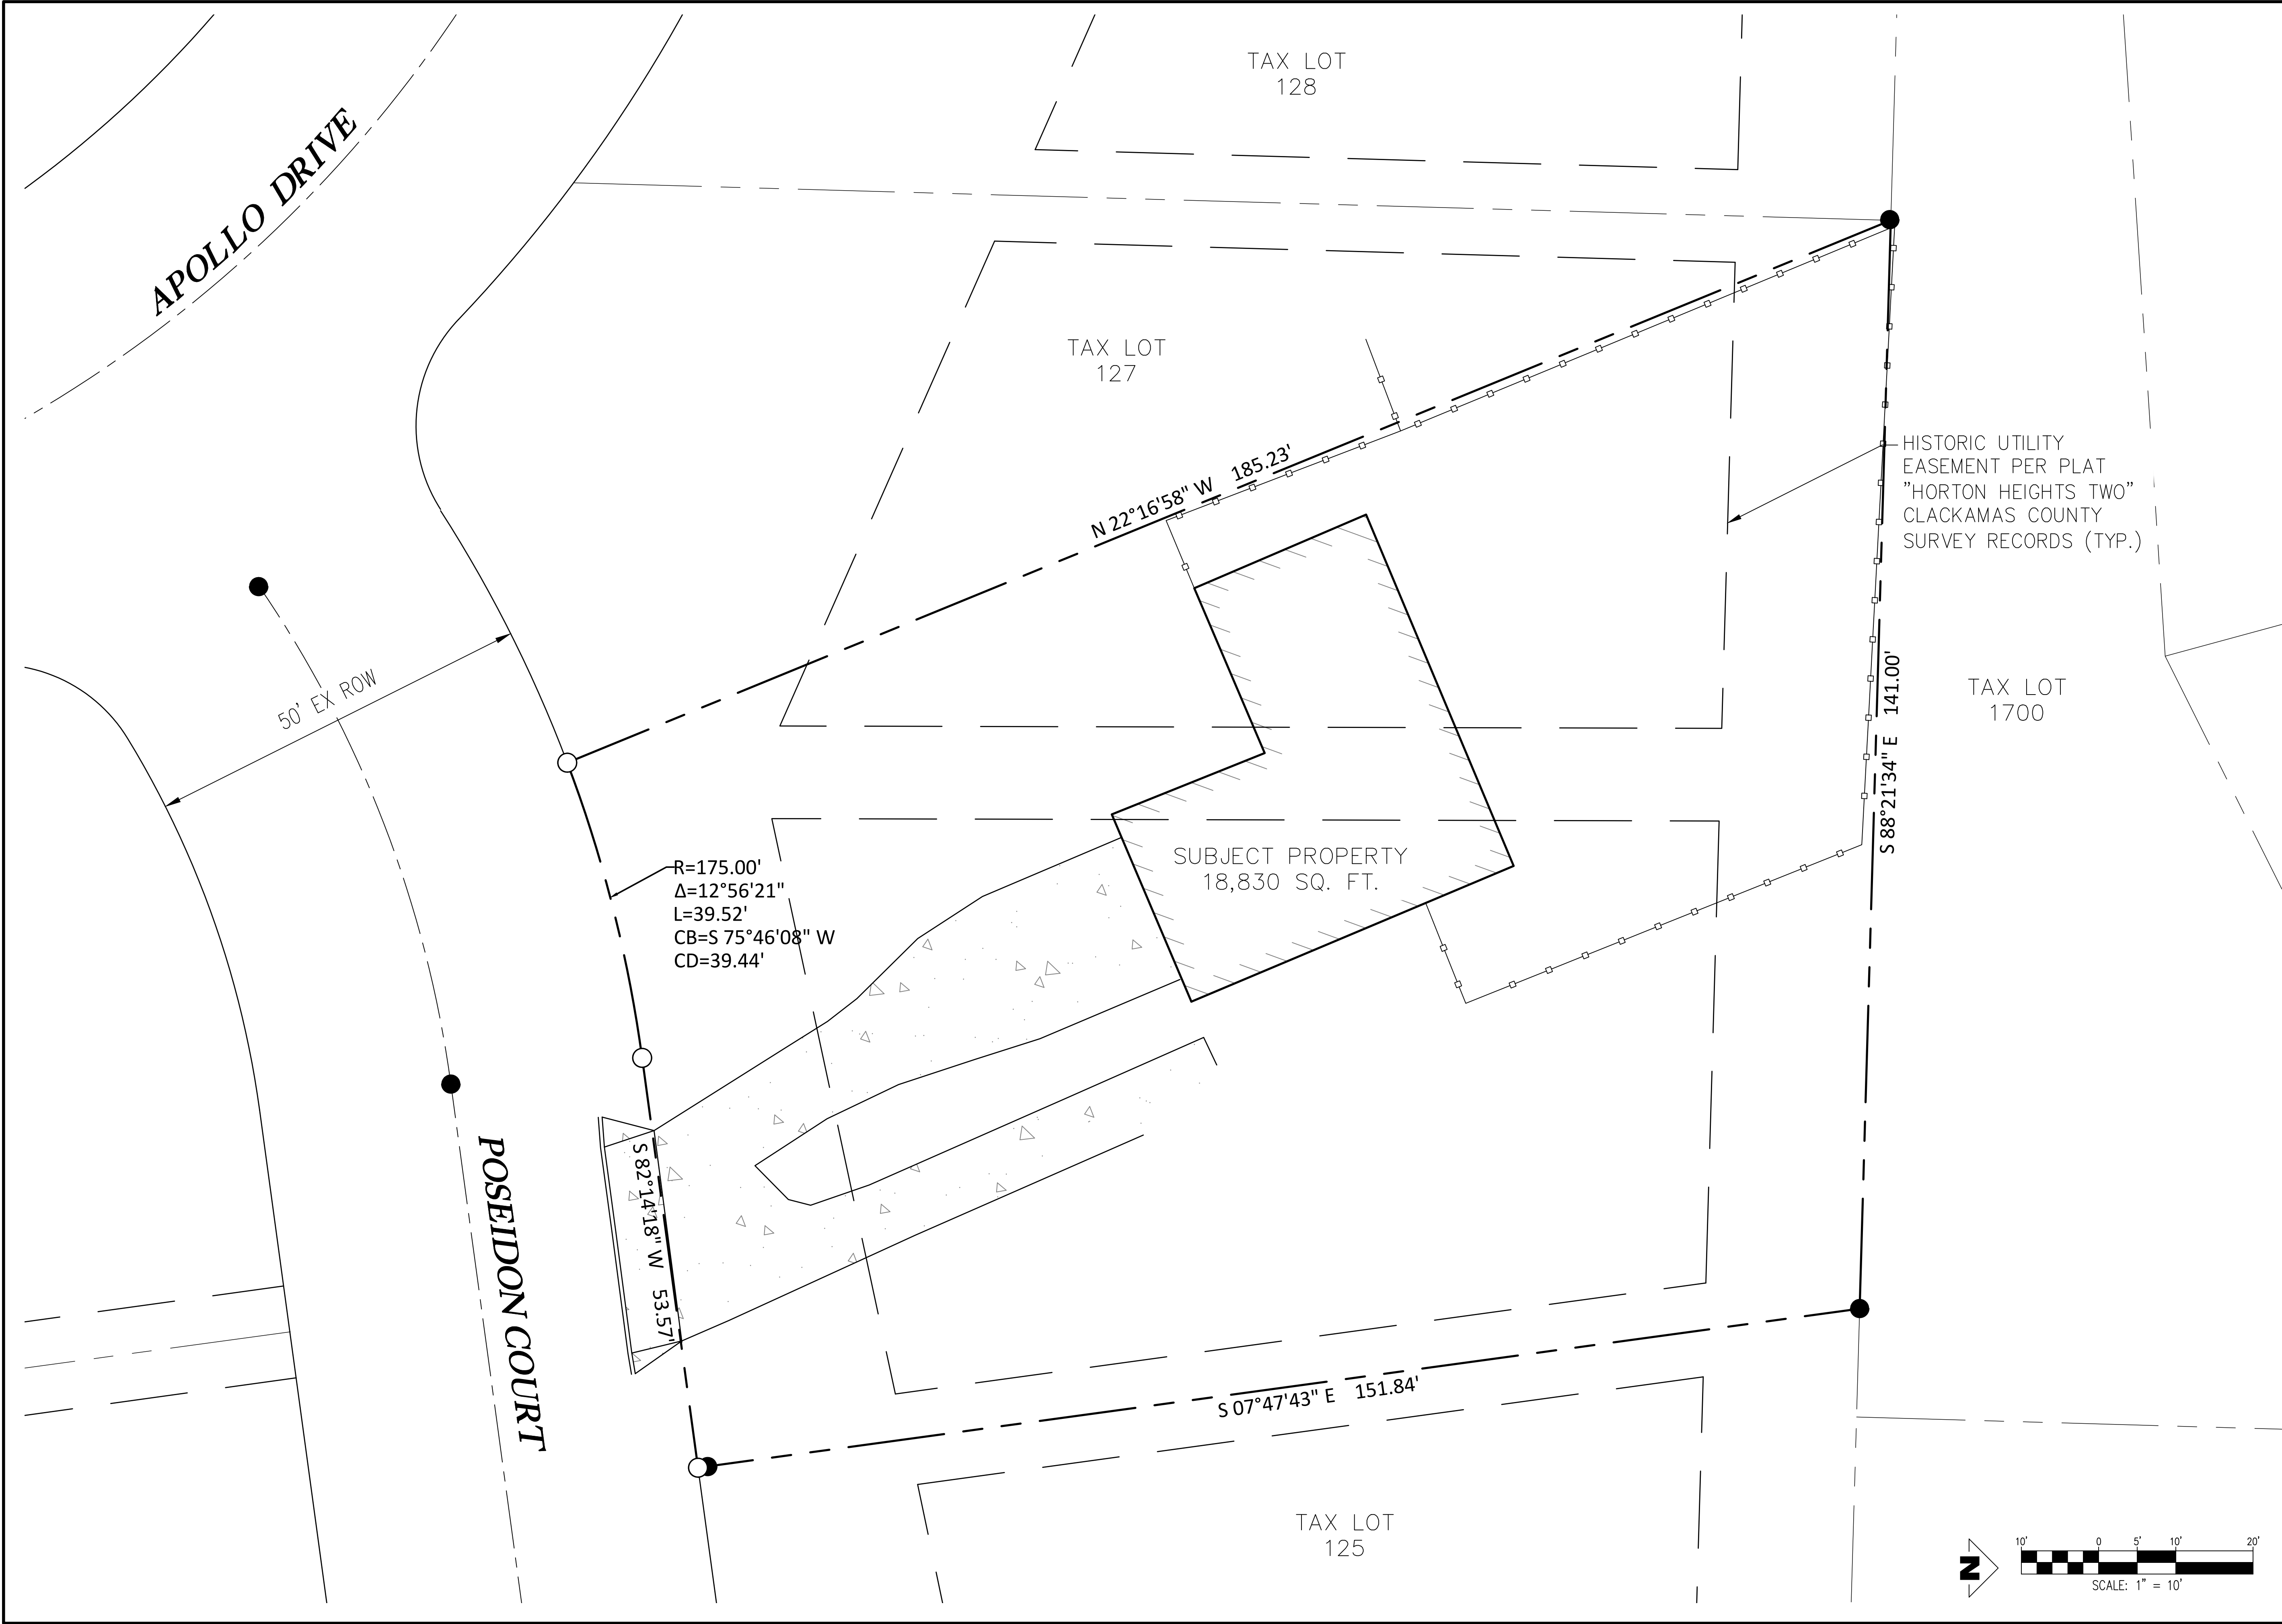 TAX LOT
128
APOLLO DRIVE
TAX LOT
127
N 22°16'58" W 185.23'
HISTORIC UTILITY
EASEMENT PER PLAT
"HORTON HEIGHTS TWO"
CLACKAMAS COUNTY
SURVEY RECORDS (TYP.)
50' EX ROW
S 88°21'34" E 141.00'
TAX LOT
1700
R=175.00'
Δ=12°56'21"
L=39.52'
CB=S 75°46'08" W
CD=39.44'
SUBJECT PROPERTY
18,830 SQ. FT.
S 82°14'18" W 53.57'
POSEIDON COURT
S 07°47'43" E 151.84'
TAX LOT
125
N
10' 0 5' 10' 20'
SCALE: 1" = 10'